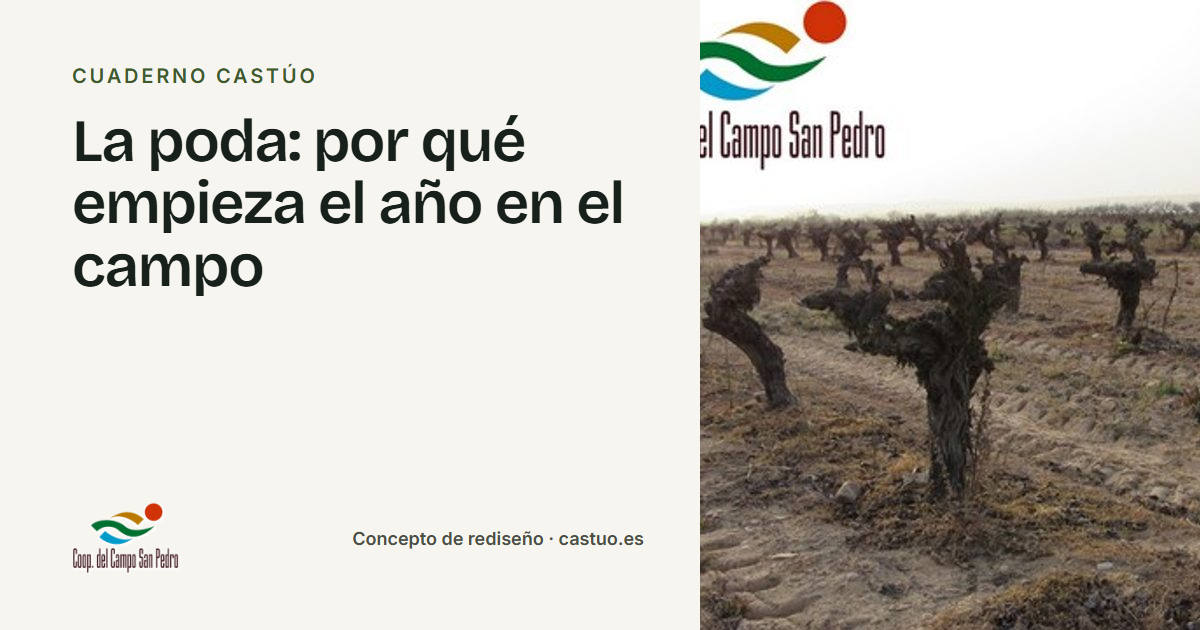 CUADERNO CASTÚO
La poda: por qué
empieza el año en el
campo
Coop. del Campo San Pedro
Concepto de rediseño · castuo.es
el Campo San Pedro